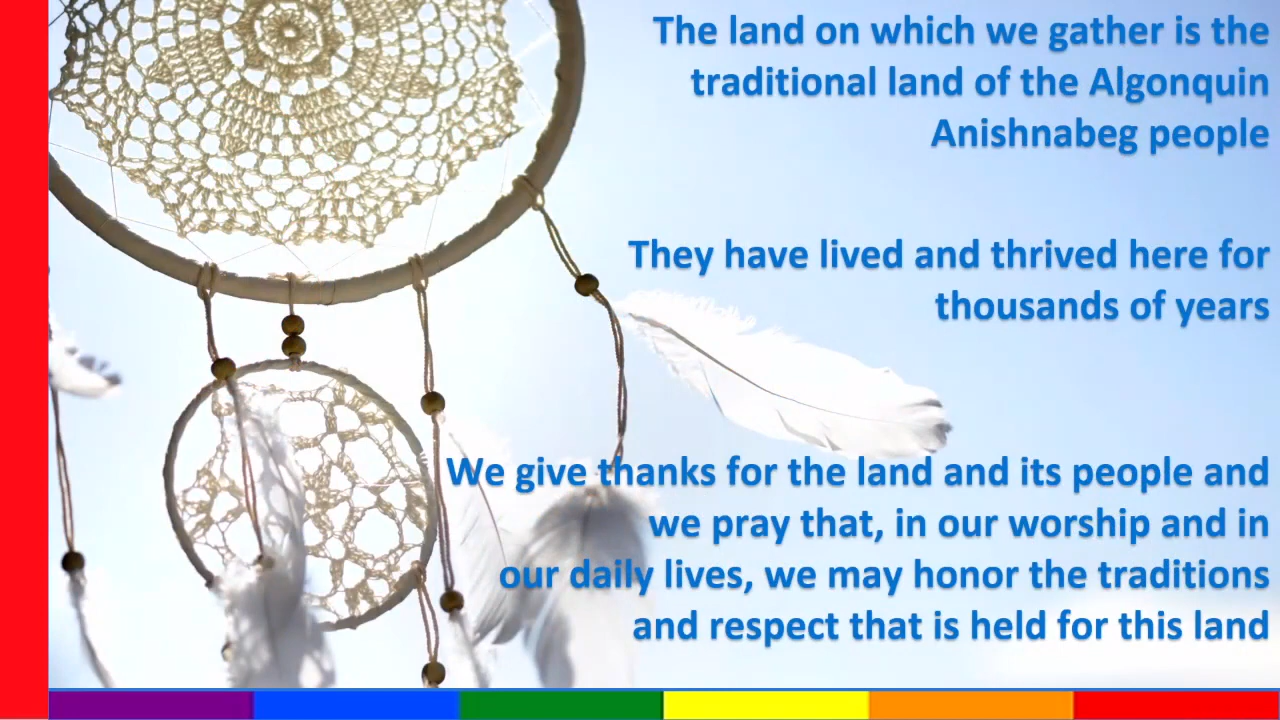 The land on which we gather is the
traditional land of the Algonquin
Anishnabeg people
They have lived and thrived here for
thousands of years
We give thanks for the land and its people and
we pray that, in our worship and in
our daily lives, we may honor the traditions
and respect that is held for this land